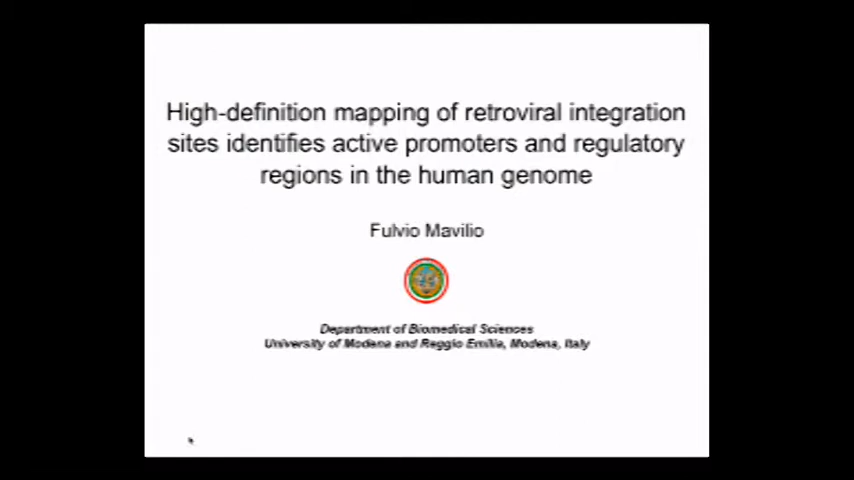 High-definition mapping of retroviral integration
sites identifies active promoters and regulatory
regions in the human genome
Fulvio Mavilio
Department of Biomedical Sciences
University of Modena and Reggio Emilia, Modena, Italy